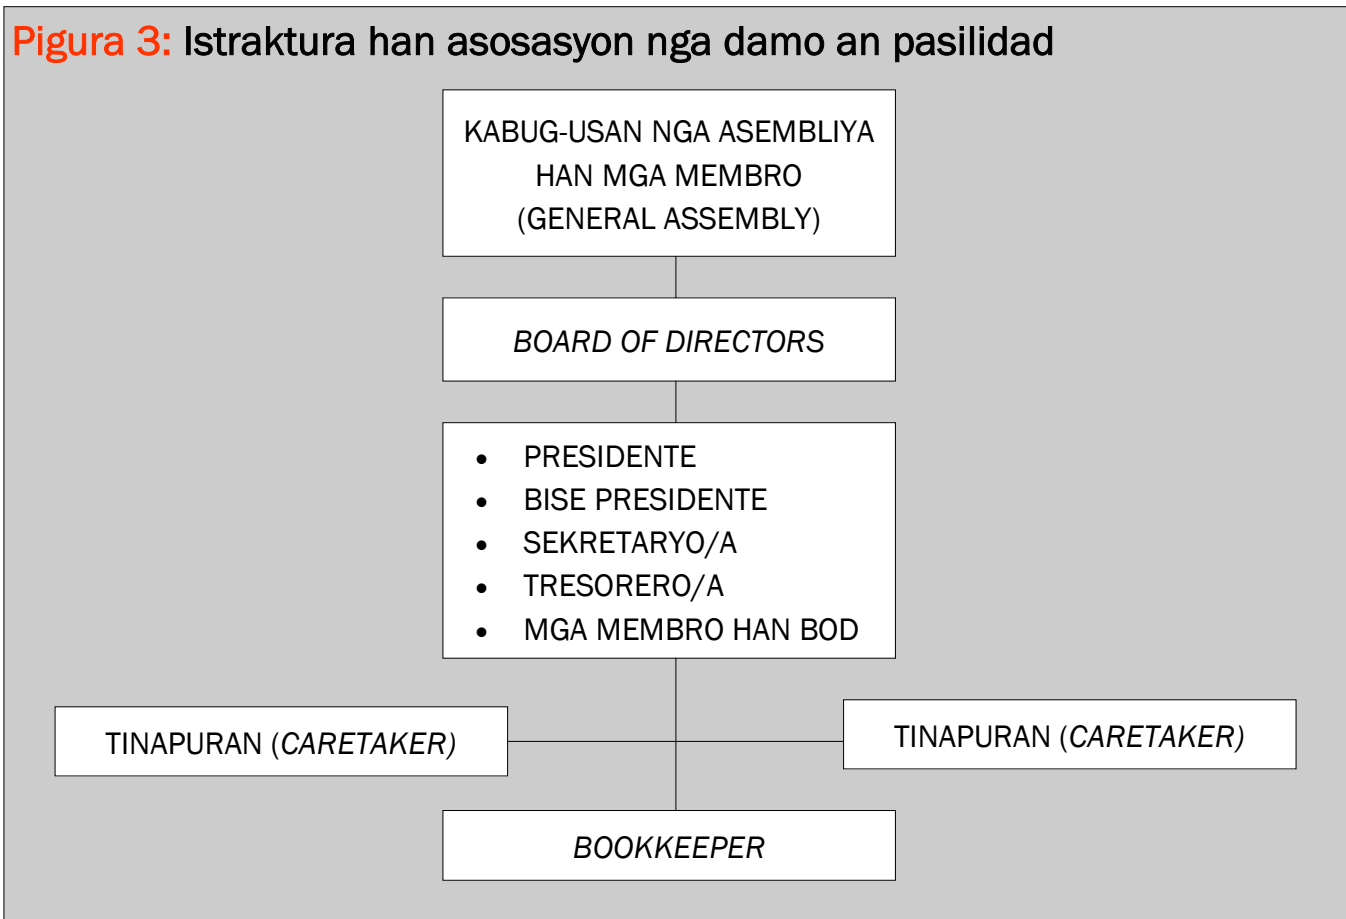 Pigura 3: Istraktura han asosasyon nga damo an pasilidad
KABUG-USAN NGA ASEMBLIYA
HAN MGA MEMBRO
(GENERAL ASSEMBLY)
BOARD OF DIRECTORS
• PRESIDENTE
• BISE PRESIDENTE
• SEKRETARYO/A
• TRESORERO/A
• MGA MEMBRO HAN BOD
TINAPURAN (CARETAKER)
TINAPURAN (CARETAKER)
BOOKKEEPER